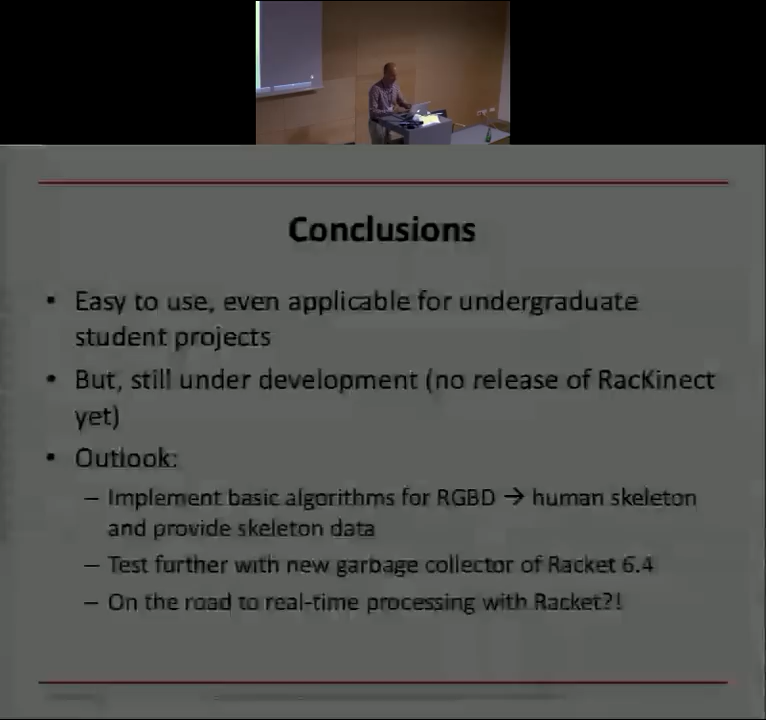 Conclusions
• Easy to use, even applicable for undergraduate
student projects
• But, still under development (no release of RacKinect
yet)
• Outlook:
– Implement basic algorithms for RGBD → human skeleton
and provide skeleton data
– Test further with new garbage collector of Racket 6.4
– On the road to real-time processing with Racket?!